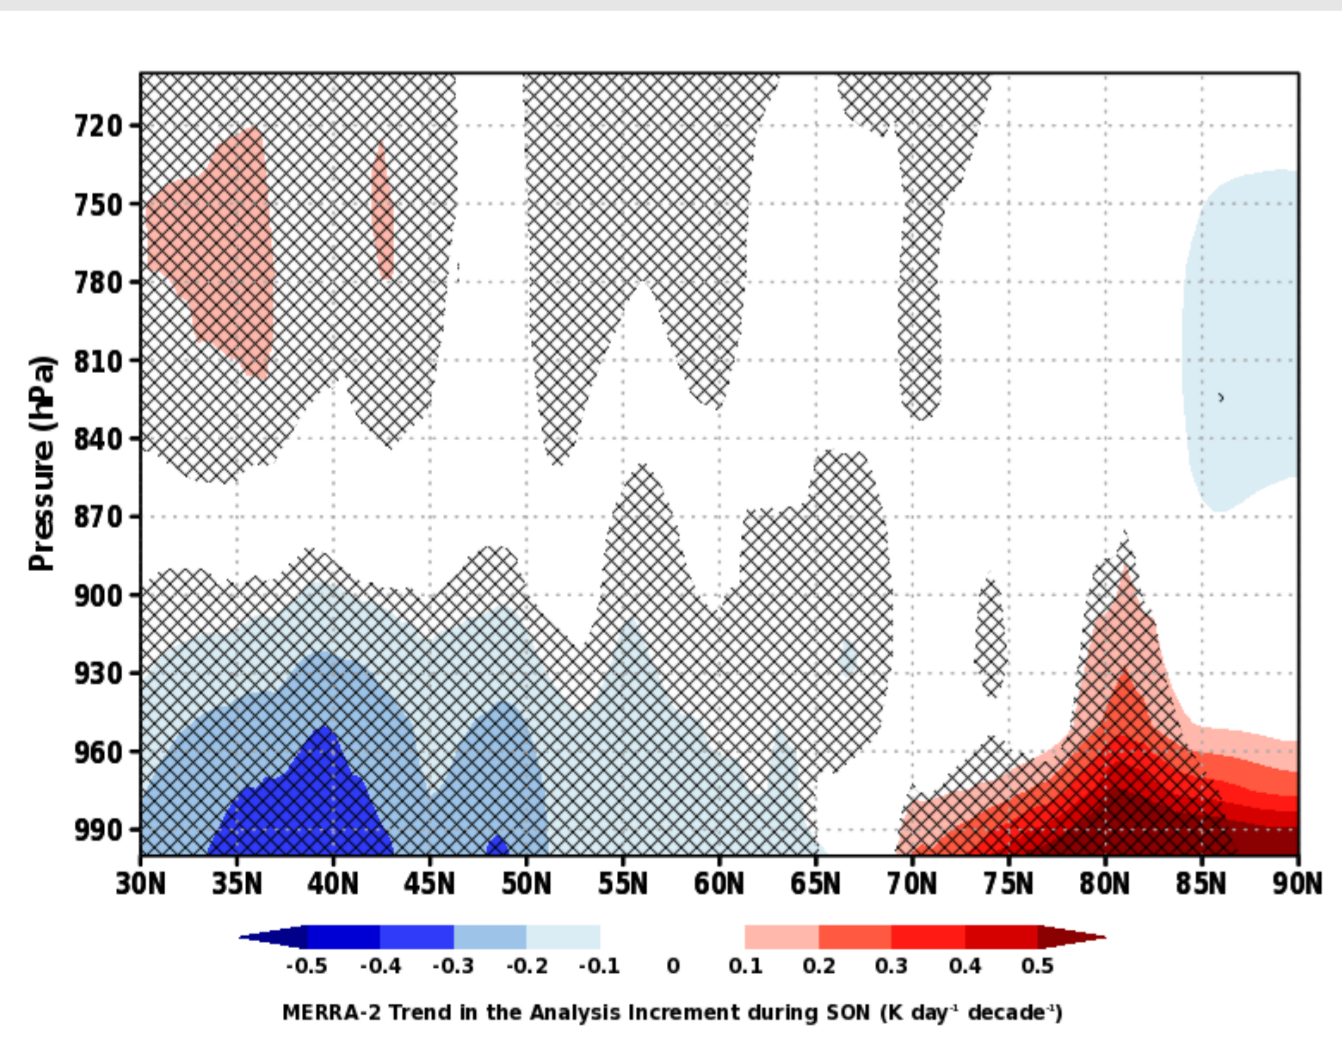 720
750
780
810
840
870
900
930
960
990
Pressure (hPa)
30N 35N 40N 45N 50N 55N 60N 65N 70N 75N 80N 85N 90N
-0.5 -0.4 -0.3 -0.2 -0.1 0 0.1 0.2 0.3 0.4 0.5
MERRA-2 Trend in the Analysis Increment during SON (K day⁻¹ decade⁻¹)